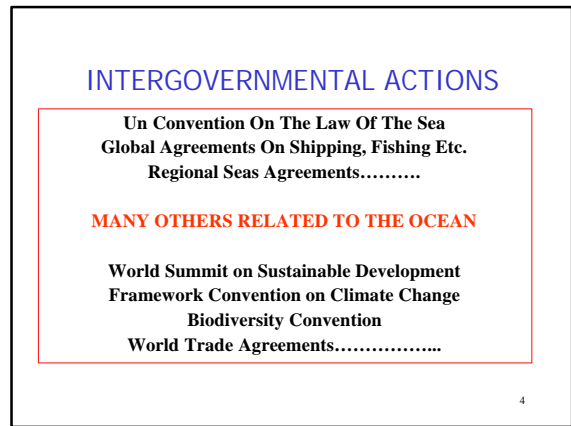 INTERGOVERNMENTAL ACTIONS
Un Convention On The Law Of The Sea
Global Agreements On Shipping, Fishing Etc.
Regional Seas Agreements……….
MANY OTHERS RELATED TO THE OCEAN
World Summit on Sustainable Development
Framework Convention on Climate Change
Biodiversity Convention
World Trade Agreements……………...
4